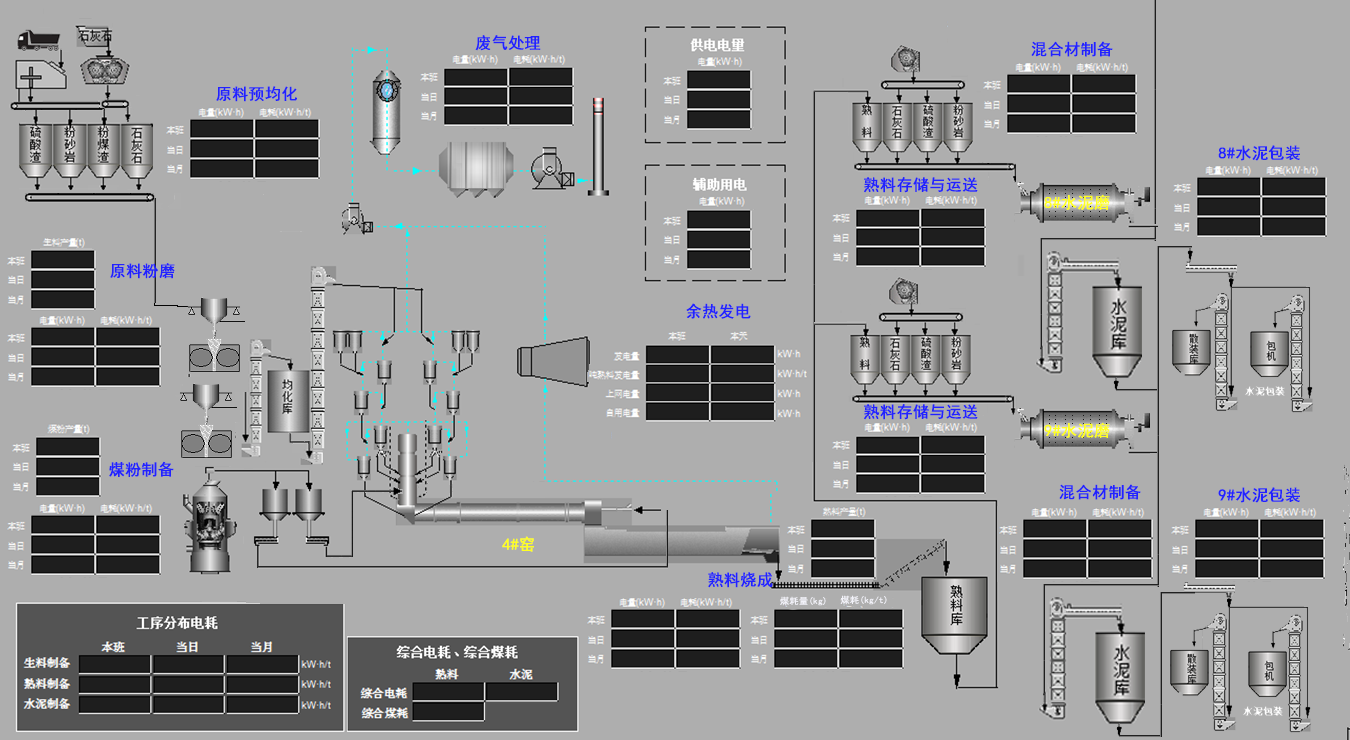 石灰石
硫酸渣
粉砂岩
粉煤渣
石灰石
原料预均化
电量(kW·h) 电耗(kW·h/t)
本班
当日
当月
废气处理
电量(kW·h) 电耗(kW·h/t)
本班
当日
当月
供电电量
电量(kW·h)
本班
当日
当月
辅助用电
电量(kW·h)
本班
当日
当月
混合材制备
电量(kW·h) 电耗(kW·h/t)
本班
当日
当月
熟料
石灰石
硫酸渣
粉砂岩
熟料存储与运送
电量(kW·h) 电耗(kW·h/t)
本班
当日
当月
8#水泥磨
8#水泥包装
电量(kW·h) 电耗(kW·h/t)
本班
当日
当月
水泥库
散装库
包机
水泥包装
生料产量(t)
本班
当日
当月
原料粉磨
电量(kW·h) 电耗(kW·h/t)
本班
当日
当月
均化库
余热发电
本班 本天
发电量 kW·h
吨熟料发电量 kW·h/t
上网电量 kW·h
自用电量 kW·h
熟料
石灰石
硫酸渣
粉砂岩
熟料存储与运送
电量(kW·h) 电耗(kW·h/t)
本班
当日
当月
9#水泥磨
煤粉产量(t)
本班
当日
当月
煤粉制备
电量(kW·h) 电耗(kW·h/t)
本班
当日
当月
4#窑
熟料产量(t)
本班
当日
当月
熟料烧成
电量(kW·h) 电耗(kW·h/t)
本班
当日
当月
煤耗量(kg) 煤耗(kg/t)
本班
当日
当月
熟料库
混合材制备
电量(kW·h) 电耗(kW·h/t)
本班
当日
当月
9#水泥包装
电量(kW·h) 电耗(kW·h/t)
本班
当日
当月
水泥库
散装库
包机
水泥包装
工序分布电耗
本班 当日 当月
生料制备 kW·h/t
熟料制备 kW·h/t
水泥制备 kW·h/t
综合电耗、综合煤耗
熟料 水泥
综合电耗
综合煤耗